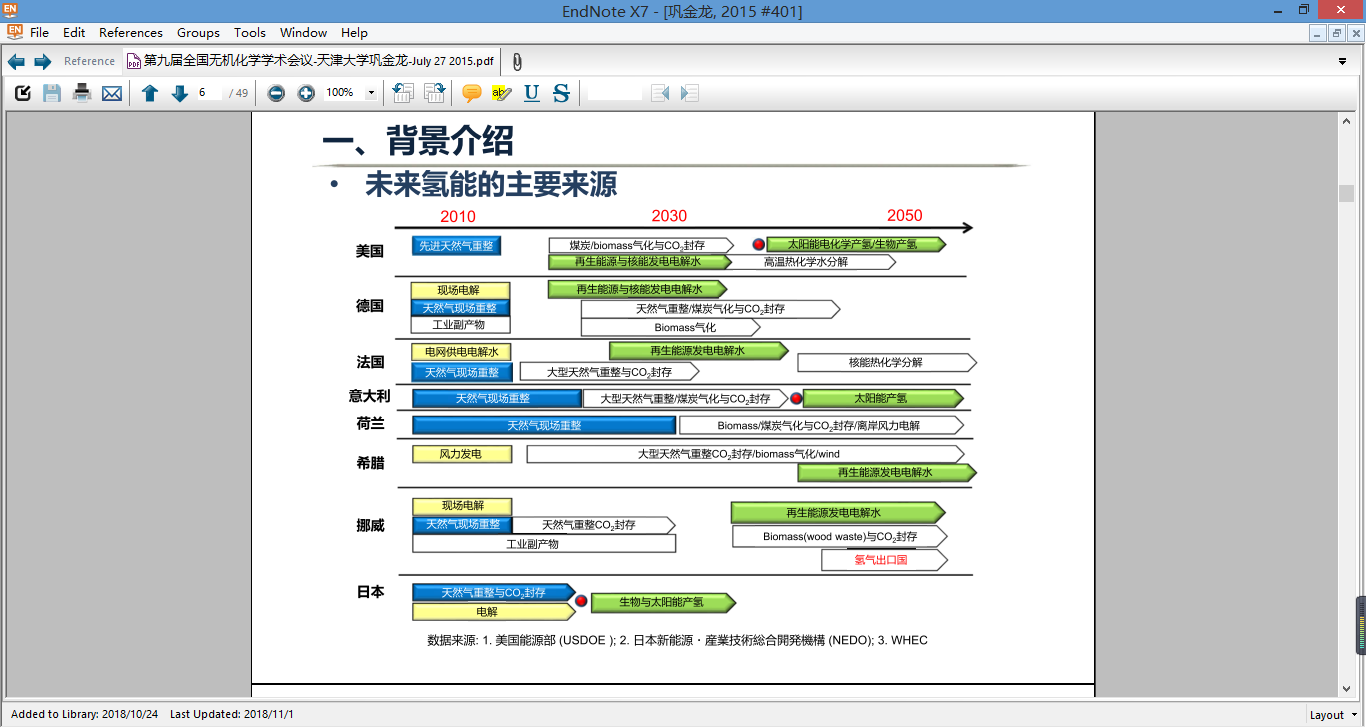 EndNote X7 - [巩金龙, 2015 #401]
File Edit References Groups Tools Window Help
Reference 第九届全国无机化学学术会议-天津大学巩金龙-July 27 2015.pdf
6 / 49 100%
一、背景介绍
• 未来氢能的主要来源
2010 2030 2050
美国
先进天然气重整
煤炭/biomass气化与CO2封存
太阳能电化学产氢/生物产氢
再生能源与核能发电电解水
高温热化学水分解
德国
现场电解
再生能源与核能发电电解水
天然气现场重整
天然气重整/煤炭气化与CO2封存
工业副产物
Biomass气化
法国
电网供电电解水
再生能源发电电解水
核能热化学分解
天然气现场重整
大型天然气重整与CO2封存
意大利
天然气现场重整
大型天然气重整/煤炭气化与CO2封存
太阳能产氢
荷兰
天然气现场重整
Biomass/煤炭气化与CO2封存/离岸风力电解
希腊
风力发电
大型天然气重整CO2封存/biomass气化/wind
再生能源发电电解水
挪威
现场电解
再生能源发电电解水
天然气现场重整
天然气重整CO2封存
Biomass(wood waste)与CO2封存
工业副产物
氢气出口国
日本
天然气重整与CO2封存
生物与太阳能产氢
电解
数据来源: 1. 美国能源部 (USDOE ); 2. 日本新能源・産業技術総合開発機構 (NEDO); 3. WHEC
Added to Library: 2018/10/24 Last Updated: 2018/11/1
Layout